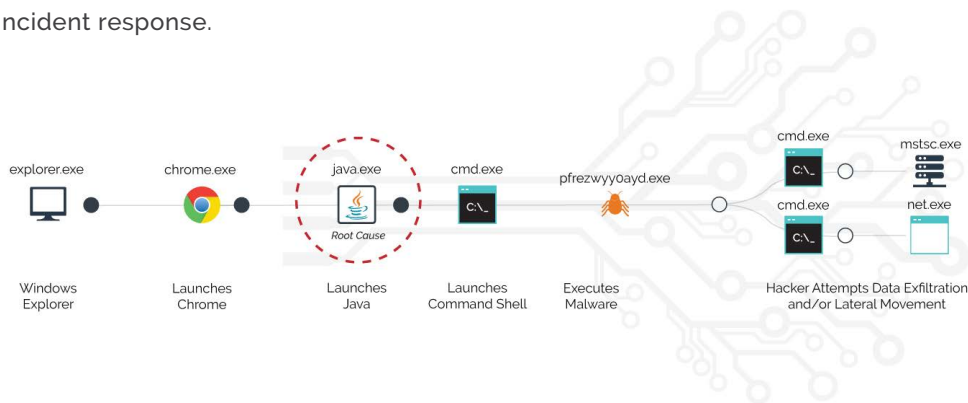 ncident response.
explorer.exe
chrome.exe
java.exe
cmd.exe
pfrezwyy0ayd.exe
cmd.exe
mstsc.exe
C:\_
C:\_
cmd.exe
net.exe
C:\_
Root Cause
Windows
Explorer
Launches
Chrome
Launches
Java
Launches
Command Shell
Executes
Malware
Hacker Attempts Data Exfiltration
and/or Lateral Movement